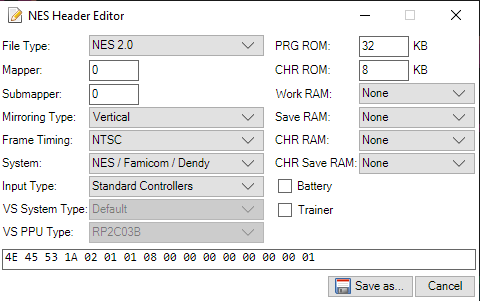 NES Header Editor
File Type: NES 2.0 PRG ROM: 32 KB
Mapper: 0 CHR ROM: 8 KB
Submapper: 0 Work RAM: None
Mirroring Type: Vertical Save RAM: None
Frame Timing: NTSC CHR RAM: None
System: NES / Famicom / Dendy CHR Save RAM: None
Input Type: Standard Controllers Battery
VS System Type: Default Trainer
VS PPU Type: RP2C03B
4E 45 53 1A 02 01 01 08 00 00 00 00 00 00 00 01
Save as... Cancel